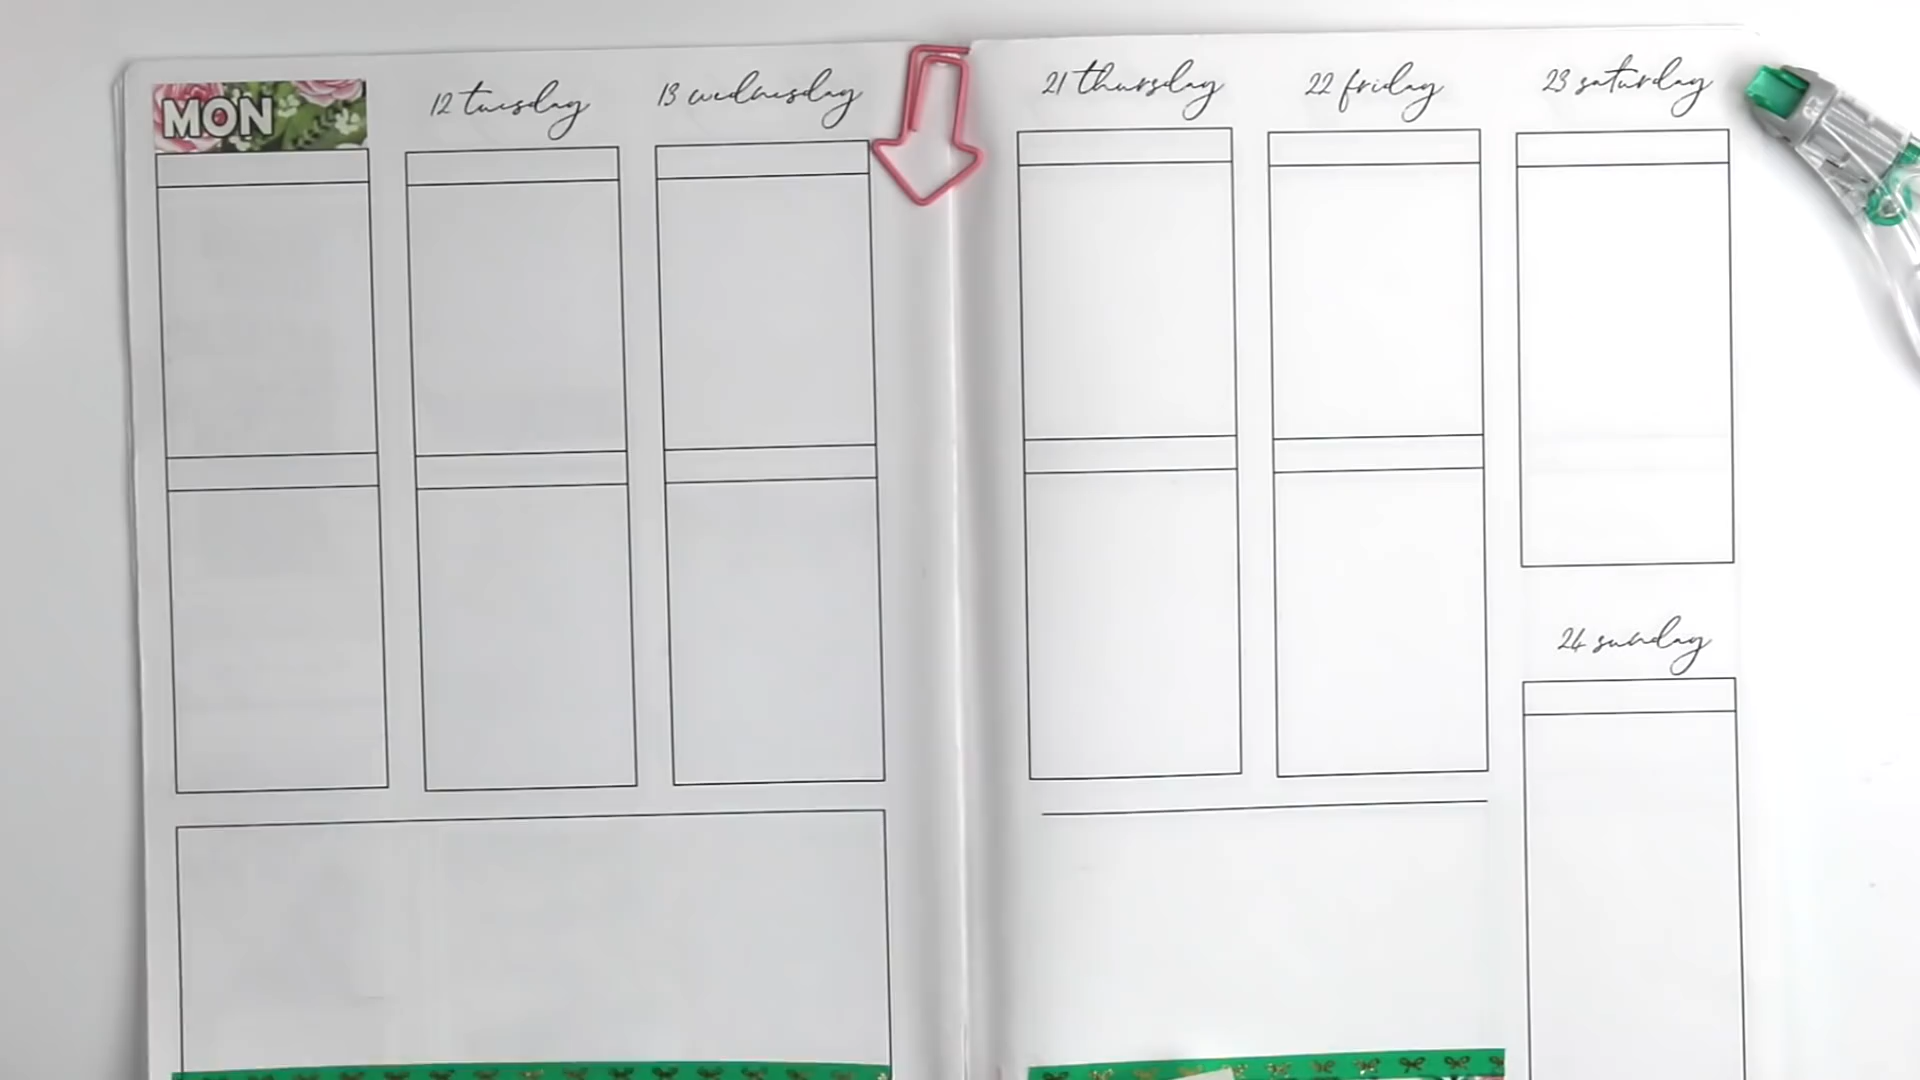 MON
12 tuesday
13 wednesday
21 thursday
22 friday
23 saturday
24 sunday